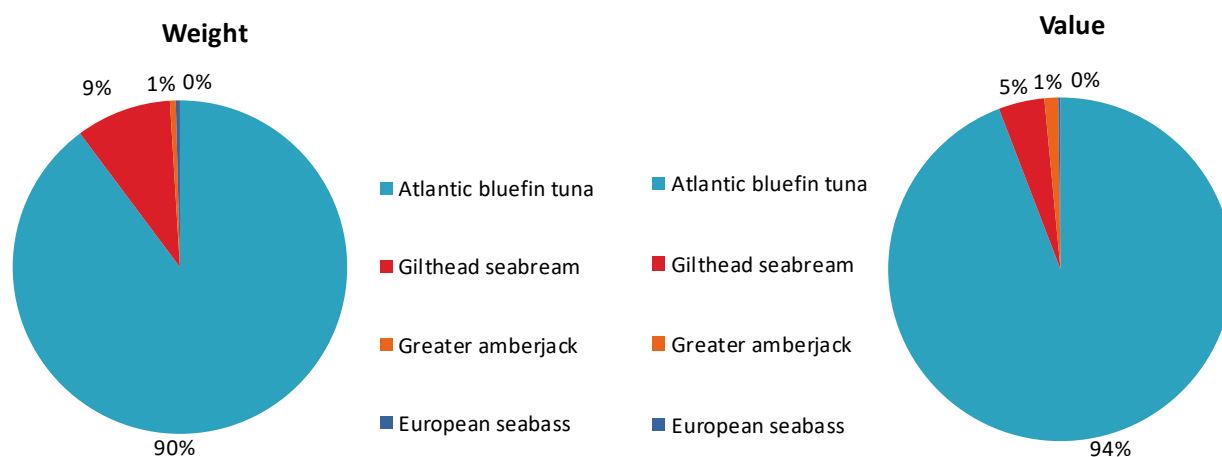 Weight
9%
1%
0%
90%
Atlantic bluefin tuna
Gilthead seabream
Greater amberjack
European seabass
Value
5%
1%
0%
94%
Atlantic bluefin tuna
Gilthead seabream
Greater amberjack
European seabass